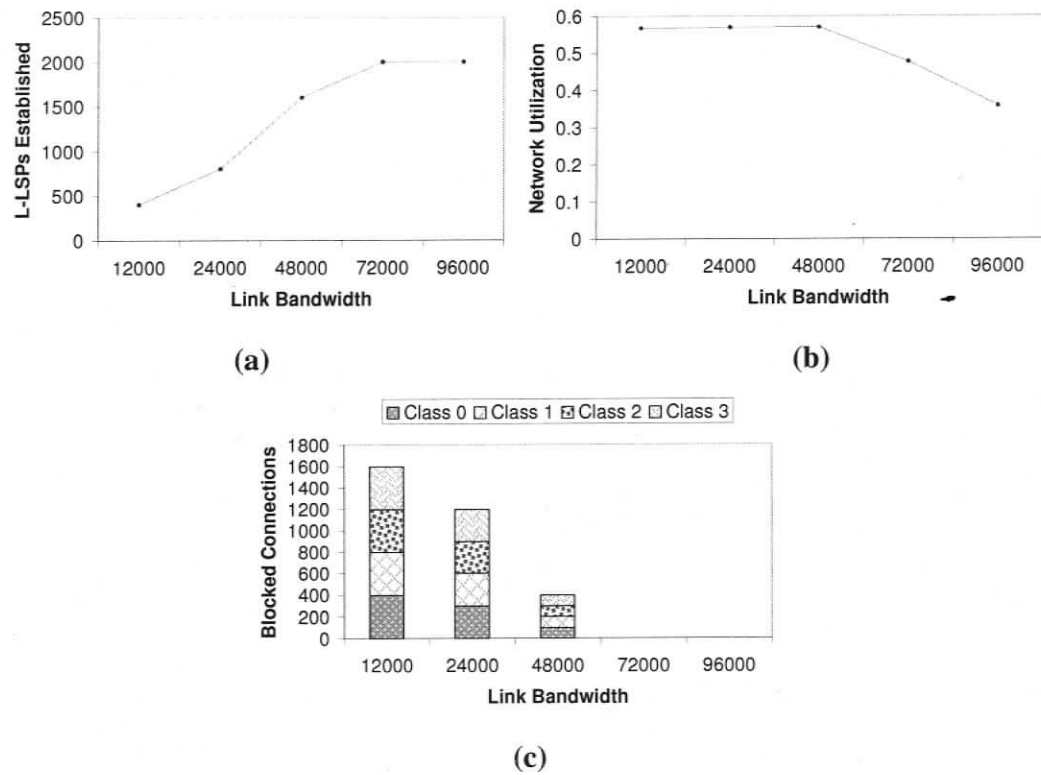 2500
2000
1500
1000
500
0
L-LSPs Established
12000 24000 48000 72000 96000
Link Bandwidth
(a)
0.6
0.5
0.4
0.3
0.2
0.1
0
Network Utilization
12000 24000 48000 72000 96000
Link Bandwidth
(b)
Class 0 Class 1 Class 2 Class 3
1800
1600
1400
1200
1000
800
600
400
200
0
Blocked Connections
12000 24000 48000 72000 96000
Link Bandwidth
(c)